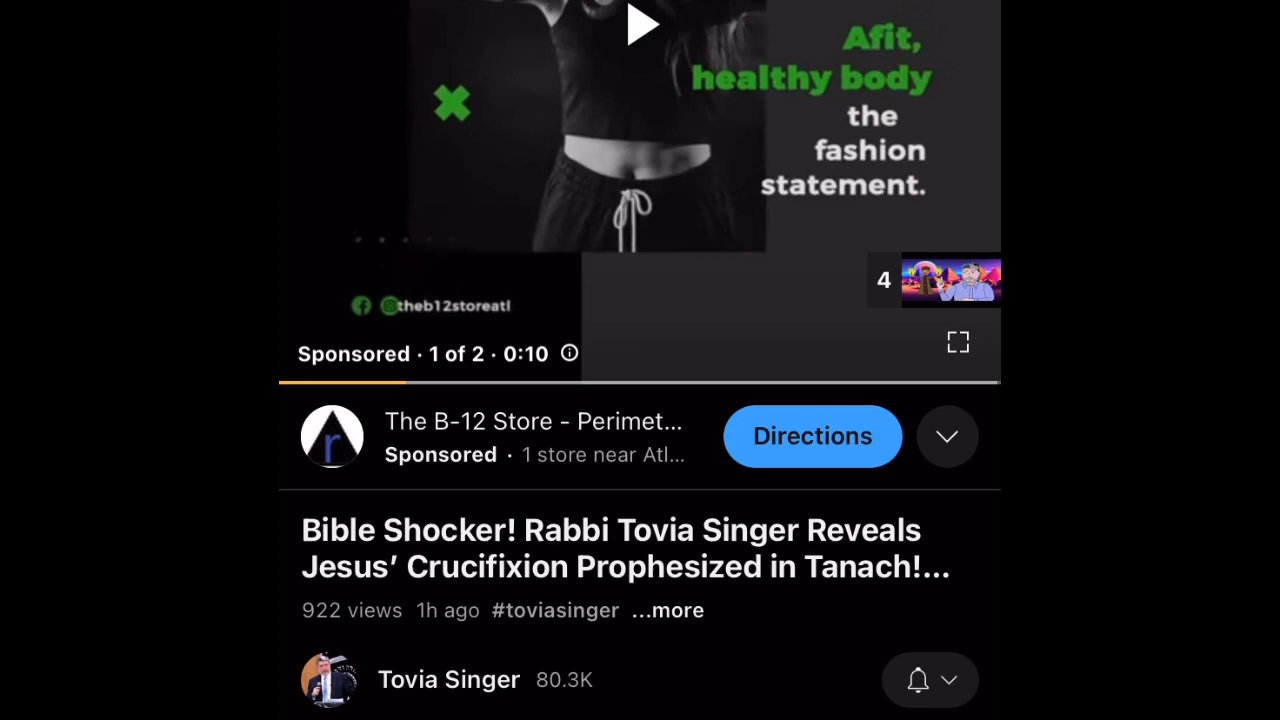 Afit,
healthy body
the
fashion
statement.
4
theb12storeatl
Sponsored · 1 of 2 · 0:10
The B-12 Store - Perimet...
Directions
Sponsored · 1 store near Atl...
Bible Shocker! Rabbi Tovia Singer Reveals
Jesus’ Crucifixion Prophesized in Tanach!...
922 views 1h ago #toviasinger ...more
Tovia Singer 80.3K